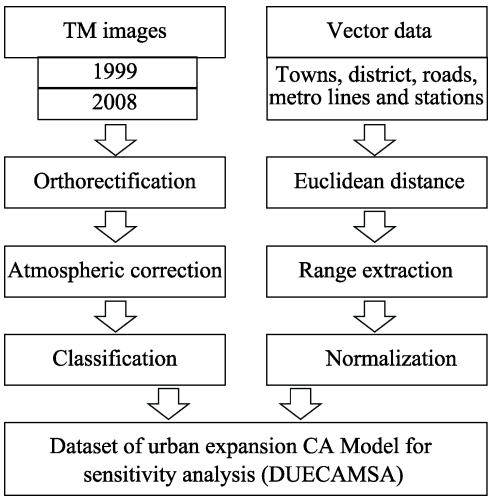 TM images
1999
2008
Orthorectification
Atmospheric correction
Classification
Vector data
Towns, district, roads,
metro lines and stations
Euclidean distance
Range extraction
Normalization
Dataset of urban expansion CA Model for
sensitivity analysis (DUECAMSA)